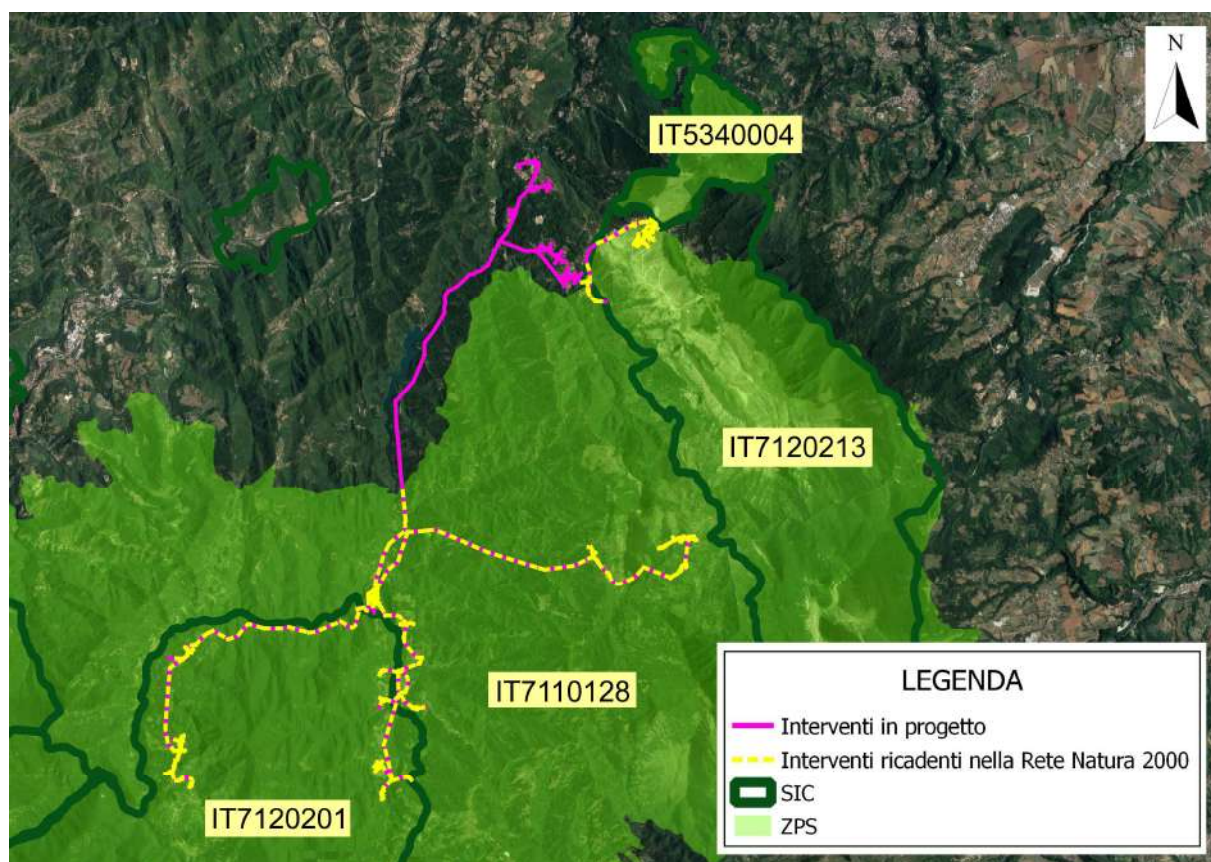 N
IT5340004
IT7120213
IT7110128
IT7120201
LEGENDA
Interventi in progetto
Interventi ricadenti nella Rete Natura 2000
SIC
ZPS